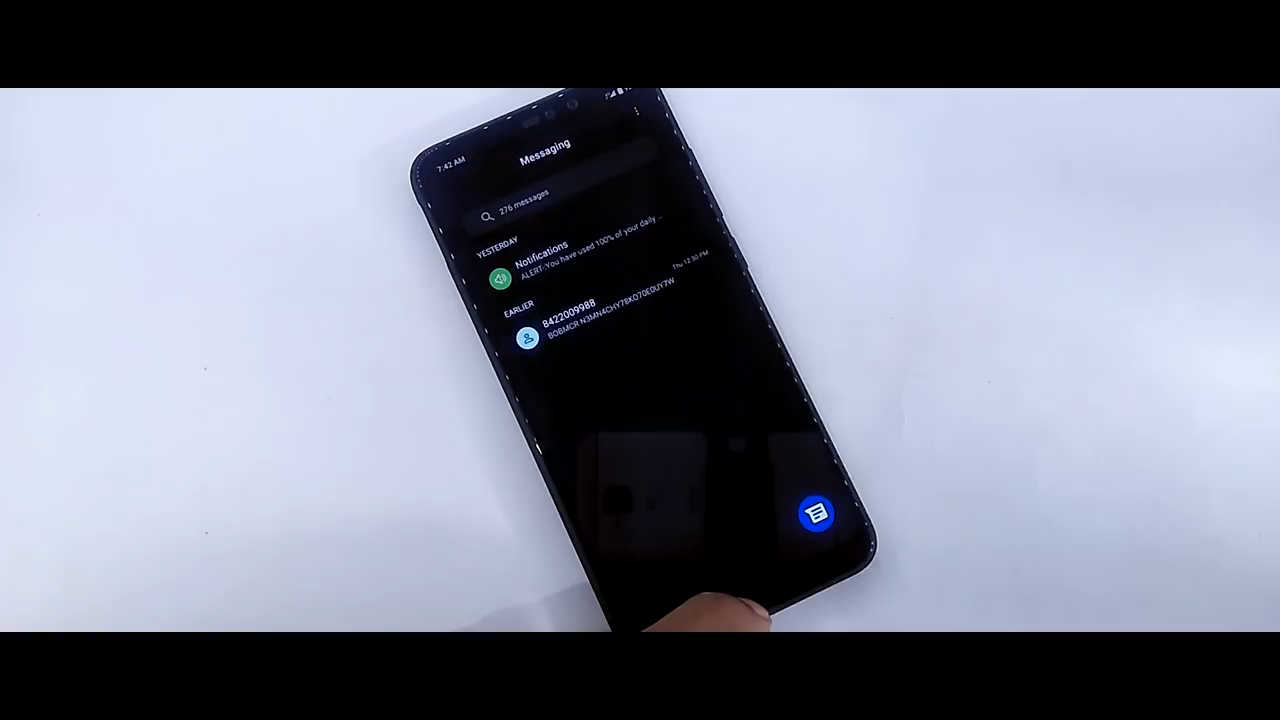 7:42 AM
Messaging
276 messages
YESTERDAY
Notifications
ALERT-You have used 100% of your daily ...
EARLIER
8422009988
Thu 12:30 PM
BOBMCR N3MN4CHY78KO70E0UY7W